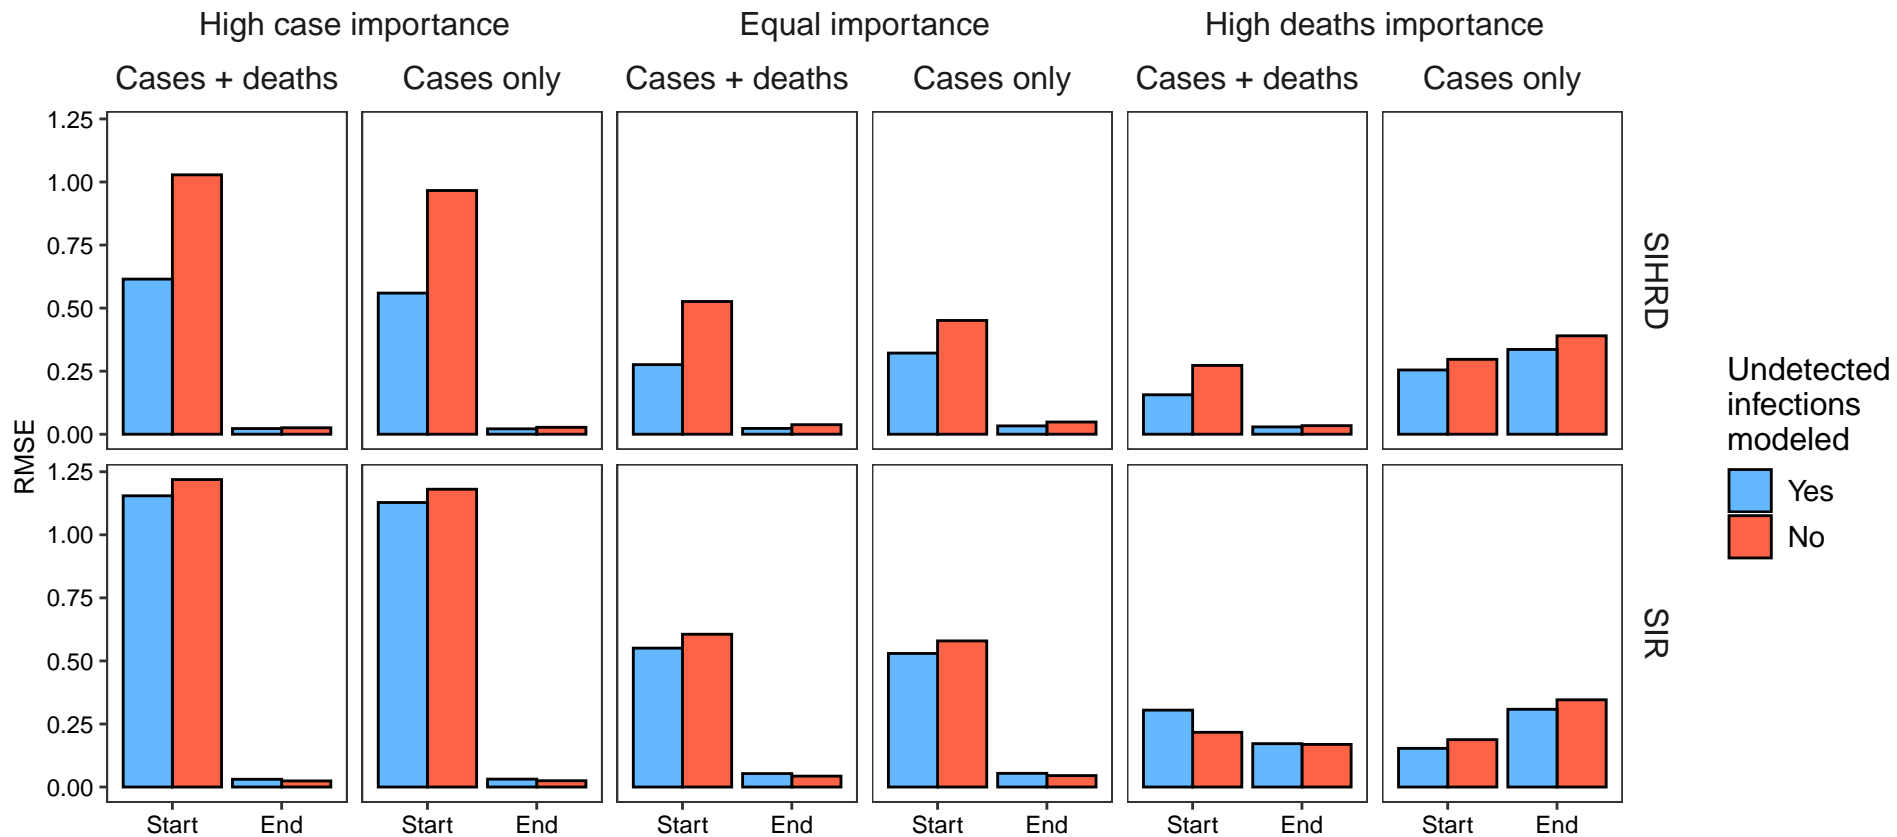 High case importance Equal importance High deaths importance
Cases + deaths Cases only Cases + deaths Cases only Cases + deaths Cases only
RMSE
1.25
1.00
0.75
0.50
0.25
0.00
SIHRD
1.25
1.00
0.75
0.50
0.25
0.00
SIR
Start End Start End Start End Start End Start End Start End
Undetected
infections
modeled
Yes
No